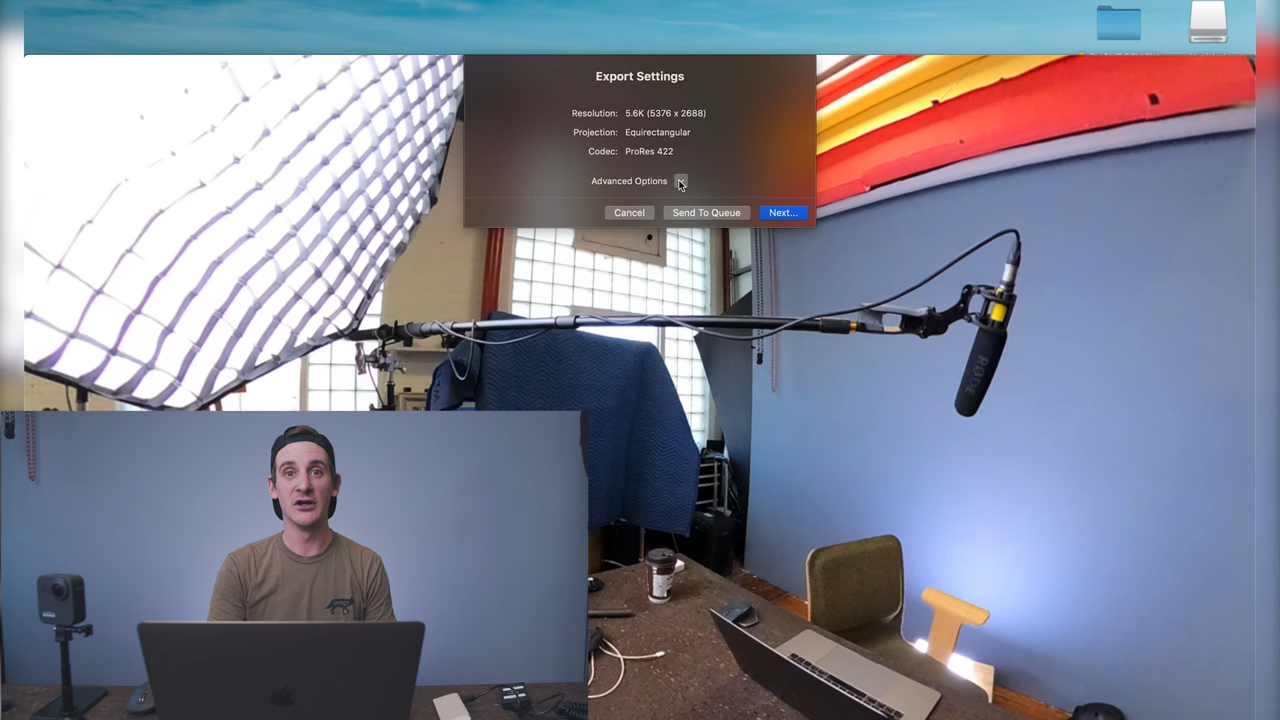 Export Settings
Resolution: 5.6K (5376 x 2688)
Projection: Equirectangular
Codec: ProRes 422
Advanced Options
Cancel Send To Queue Next...
RØDE